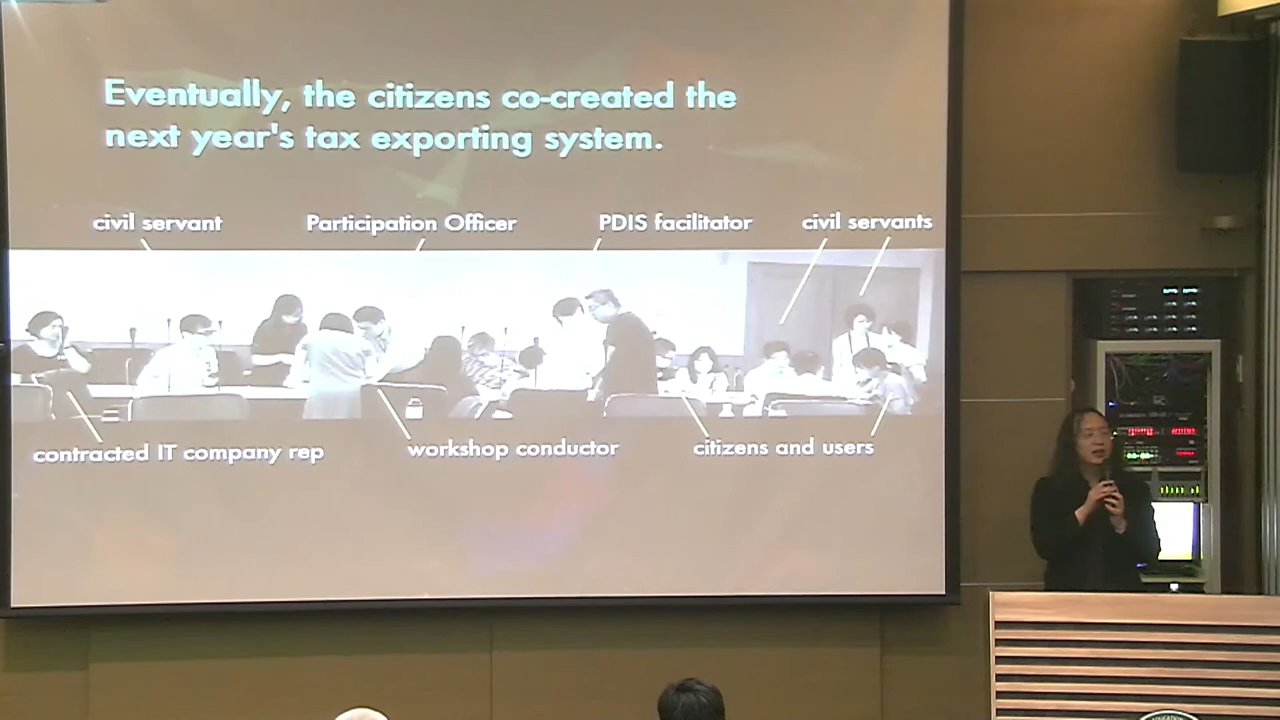 Eventually, the citizens co-created the
next year's tax exporting system.
civil servant
Participation Officer
PDIS facilitator
civil servants
contracted IT company rep
workshop conductor
citizens and users